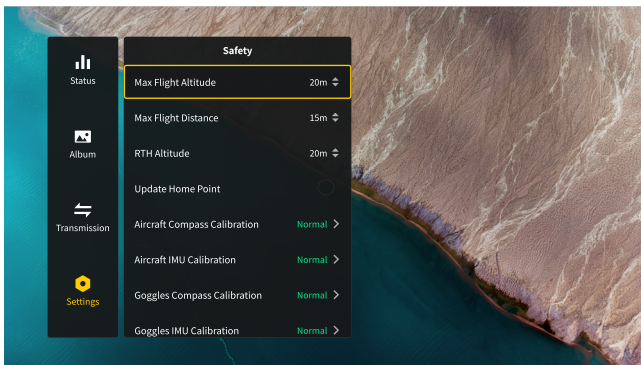 Safety
Status
Max Flight Altitude 20m
Max Flight Distance 15m
Album
RTH Altitude 20m
Update Home Point
Transmission
Aircraft Compass Calibration Normal
Aircraft IMU Calibration Normal
Settings
Goggles Compass Calibration Normal
Goggles IMU Calibration Normal